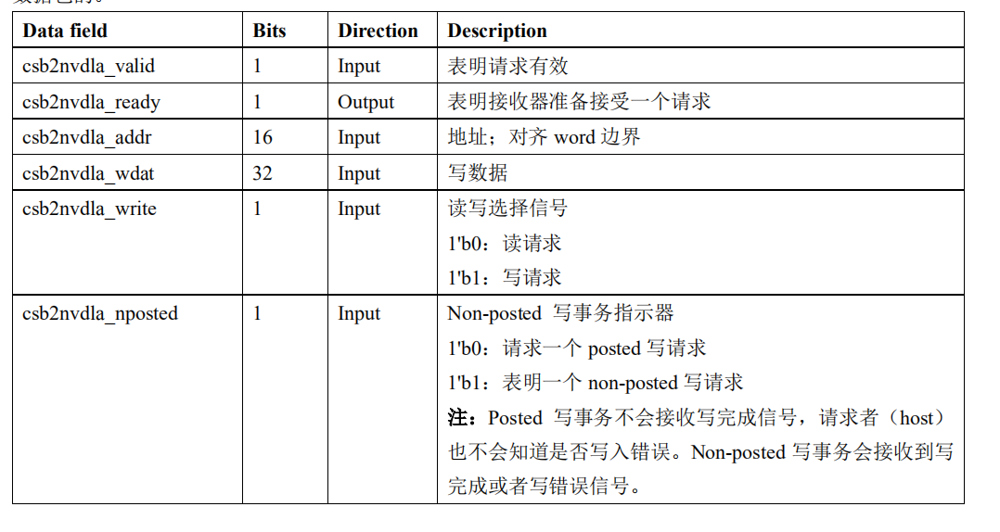 数据包的。
Data field Bits Direction Description
csb2nvdla_valid 1 Input 表明请求有效
csb2nvdla_ready 1 Output 表明接收器准备接受一个请求
csb2nvdla_addr 16 Input 地址；对齐 word 边界
csb2nvdla_wdat 32 Input 写数据
csb2nvdla_write 1 Input 读写选择信号
1'b0：读请求
1'b1：写请求
csb2nvdla_nposted 1 Input Non-posted 写事务指示器
1'b0：请求一个 posted 写请求
1'b1：表明一个 non-posted 写请求
注：Posted 写事务不会接收写完成信号，请求者（host）
也不会知道是否写入错误。Non-posted 写事务会接收到写
完成或者写错误信号。